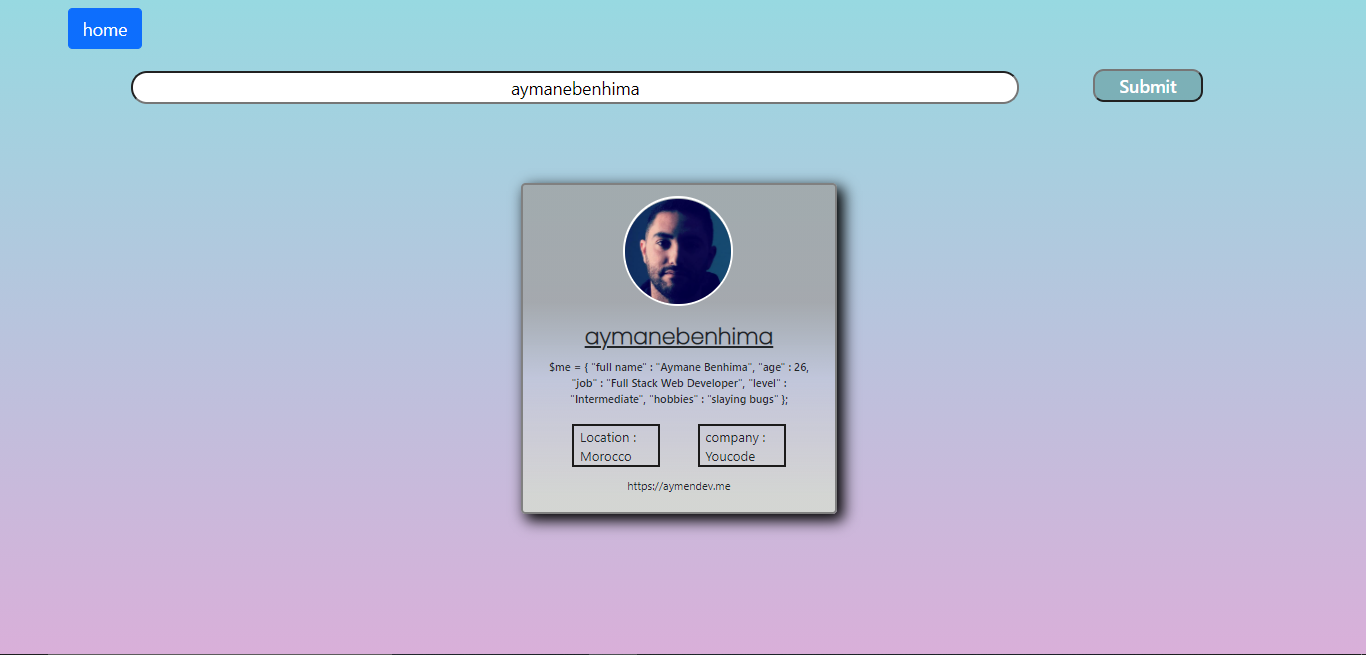 home
aymanebenhima
Submit
aymanebenhima
$me = { "full name" : "Aymane Benhima", "age" : 26,
"job" : "Full Stack Web Developer", "level" :
"Intermediate", "hobbies" : "slaying bugs" };
Location :
Morocco
company :
Youcode
https://aymendev.me